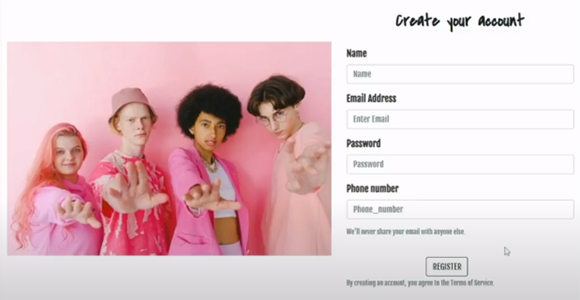 Create your account
Name
Name
Email Address
Enter Email
Password
Password
Phone number
Phone_number
We'll never share your email with anyone else.
REGISTER
By creating an account, you agree to the Terms of Service.